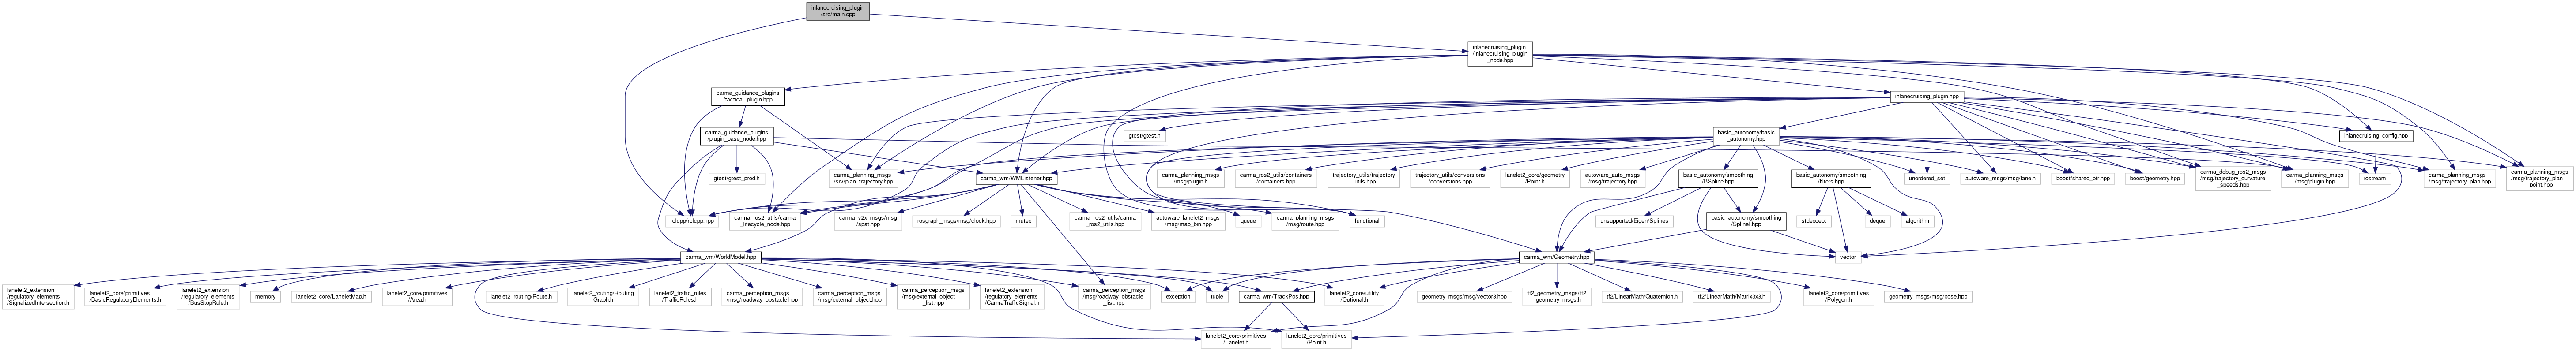 inlanecruising_plugin
/src/main.cpp
inlanecruising_plugin
/inlanecruising_plugin
_node.hpp
carma_guidance_plugins
/tactical_plugin.hpp
inlanecruising_plugin.hpp
carma_guidance_plugins
/plugin_base_node.hpp
gtest/gtest.h
basic_autonomy/basic
_autonomy.hpp
inlanecruising_config.hpp
gtest/gtest_prod.h
carma_planning_msgs
/srv/plan_trajectory.hpp
carma_wm/WMListener.hpp
carma_planning_msgs
/msg/plugin.h
carma_ros2_utils/containers
/containers.hpp
trajectory_utils/trajectory
_utils.hpp
trajectory_utils/conversions
/conversions.hpp
lanelet2_core/geometry
/Point.h
autoware_auto_msgs
/msg/trajectory.hpp
basic_autonomy/smoothing
/BSpline.hpp
basic_autonomy/smoothing
/filters.hpp
unordered_set
autoware_msgs/msg/lane.h
boost/shared_ptr.hpp
boost/geometry.hpp
carma_debug_ros2_msgs
/msg/trajectory_curvature
_speeds.hpp
carma_planning_msgs
/msg/plugin.hpp
iostream
carma_planning_msgs
/msg/trajectory_plan.hpp
carma_planning_msgs
/msg/trajectory_plan
_point.hpp
rclcpp/rclcpp.hpp
carma_ros2_utils/carma
_lifecycle_node.hpp
carma_v2x_msgs/msg
/spat.hpp
rosgraph_msgs/msg/clock.hpp
mutex
carma_ros2_utils/carma
_ros2_utils.hpp
autoware_lanelet2_msgs
/msg/map_bin.hpp
queue
carma_planning_msgs
/msg/route.hpp
functional
unsupported/Eigen/Splines
basic_autonomy/smoothing
/SplineI.hpp
stdexcept
deque
algorithm
carma_wm/WorldModel.hpp
carma_wm/Geometry.hpp
vector
lanelet2_extension
/regulatory_elements
/SignalizedIntersection.h
lanelet2_core/primitives
/BasicRegulatoryElements.h
lanelet2_extension
/regulatory_elements
/BusStopRule.h
memory
lanelet2_core/LaneletMap.h
lanelet2_core/primitives
/Area.h
lanelet2_routing/Route.h
lanelet2_routing/Routing
Graph.h
lanelet2_traffic_rules
/TrafficRules.h
carma_perception_msgs
/msg/roadway_obstacle.hpp
carma_perception_msgs
/msg/external_object.hpp
carma_perception_msgs
/msg/external_object
_list.hpp
lanelet2_extension
/regulatory_elements
/CarmaTrafficSignal.h
carma_perception_msgs
/msg/roadway_obstacle
_list.hpp
exception
tuple
carma_wm/TrackPos.hpp
lanelet2_core/utility
/Optional.h
geometry_msgs/msg/vector3.hpp
tf2_geometry_msgs/tf2
_geometry_msgs.h
tf2/LinearMath/Quaternion.h
tf2/LinearMath/Matrix3x3.h
lanelet2_core/primitives
/Polygon.h
geometry_msgs/msg/pose.hpp
lanelet2_core/primitives
/Lanelet.h
lanelet2_core/primitives
/Point.h